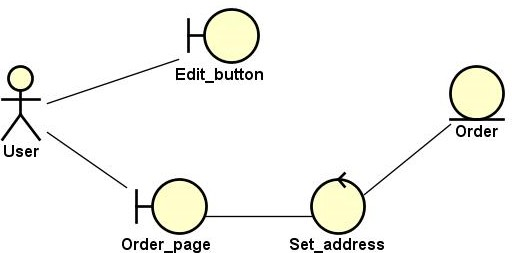 Edit_button
User
Order
Order_page
Set_address